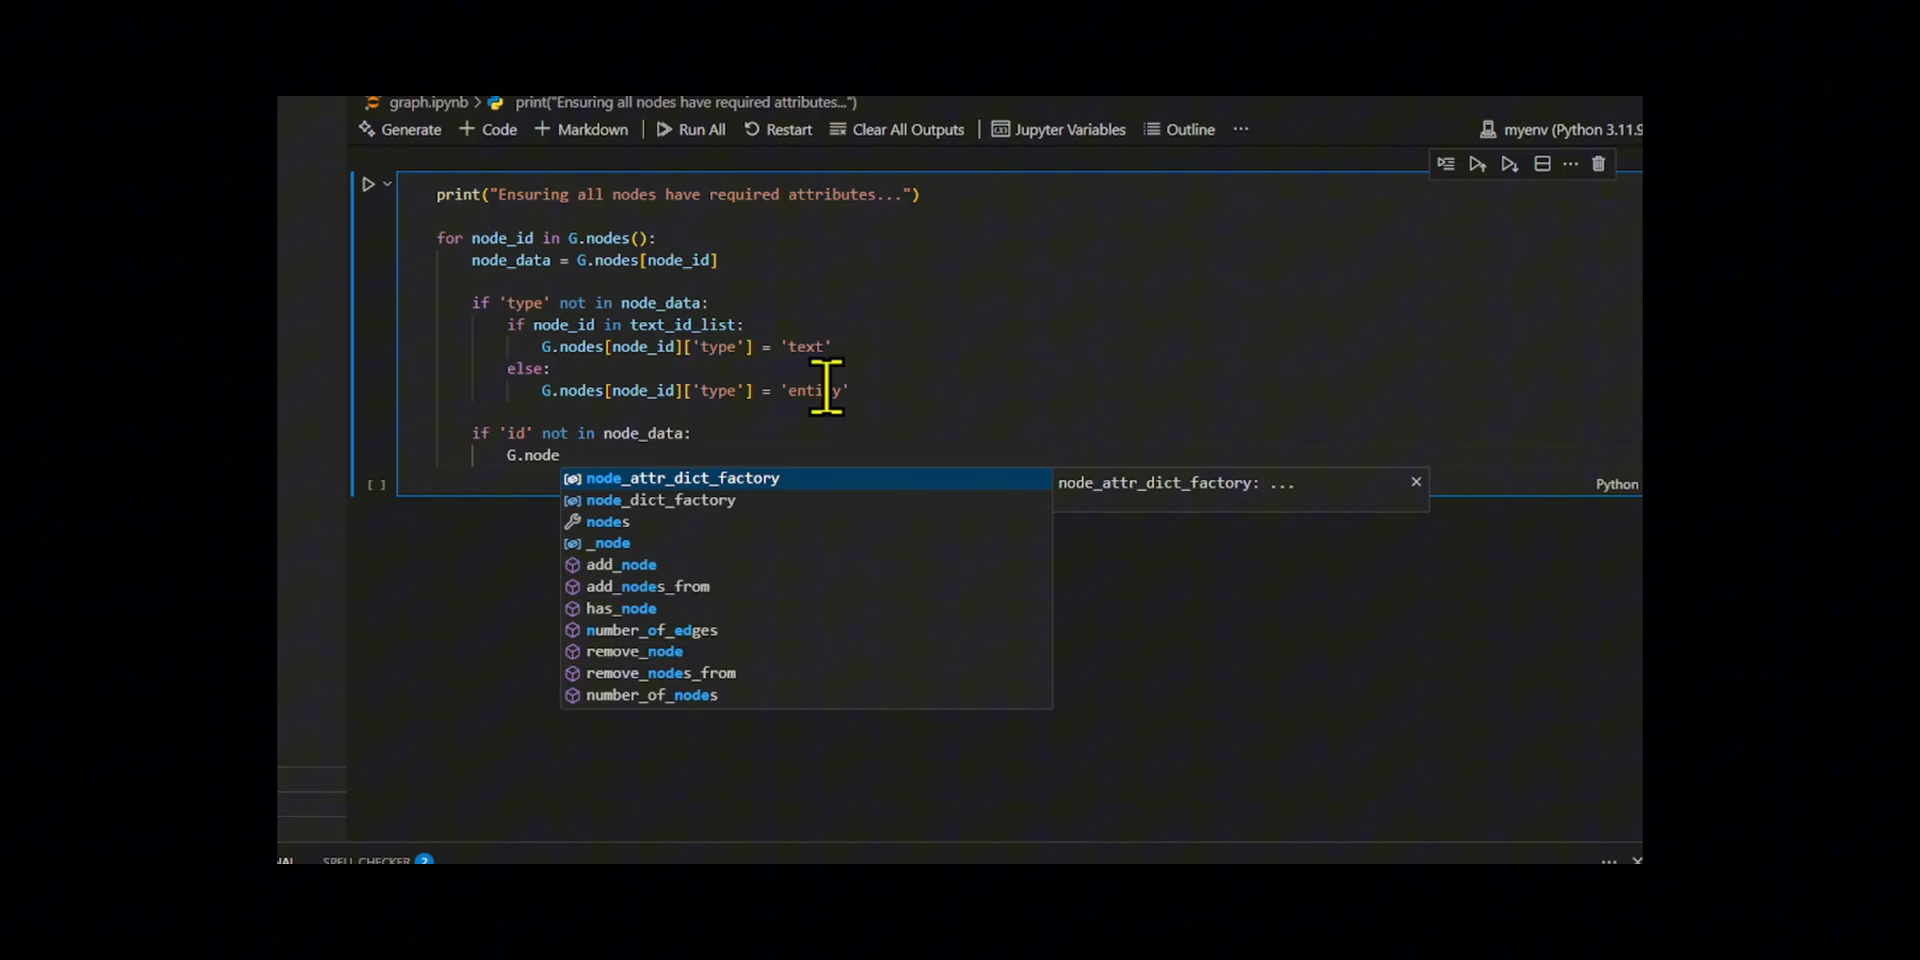 graph.ipynb > print("Ensuring all nodes have required attributes...")
Generate + Code + Markdown | Run All Restart Clear All Outputs | Jupyter Variables Outline ... myenv (Python 3.11.9
print("Ensuring all nodes have required attributes...")
for node_id in G.nodes():
node_data = G.nodes[node_id]
if 'type' not in node_data:
if node_id in text_id_list:
G.nodes[node_id]['type'] = 'text'
else:
G.nodes[node_id]['type'] = 'entity'
if 'id' not in node_data:
G.node
[ ]
node_attr_dict_factory
node_attr_dict_factory: ...
Python
node_dict_factory
nodes
_node
add_node
add_nodes_from
has_node
number_of_edges
remove_node
remove_nodes_from
number_of_nodes
SPELL CHECKER 2